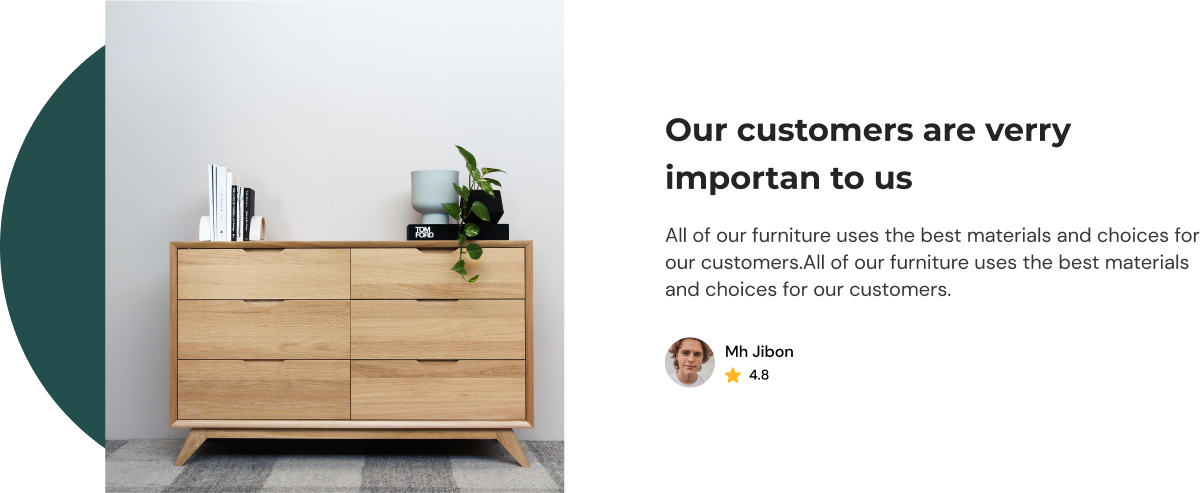 TOM
FORD
Our customers are verry
importan to us
All of our furniture uses the best materials and choices for
our customers.All of our furniture uses the best materials
and choices for our customers.
Mh Jibon
4.8